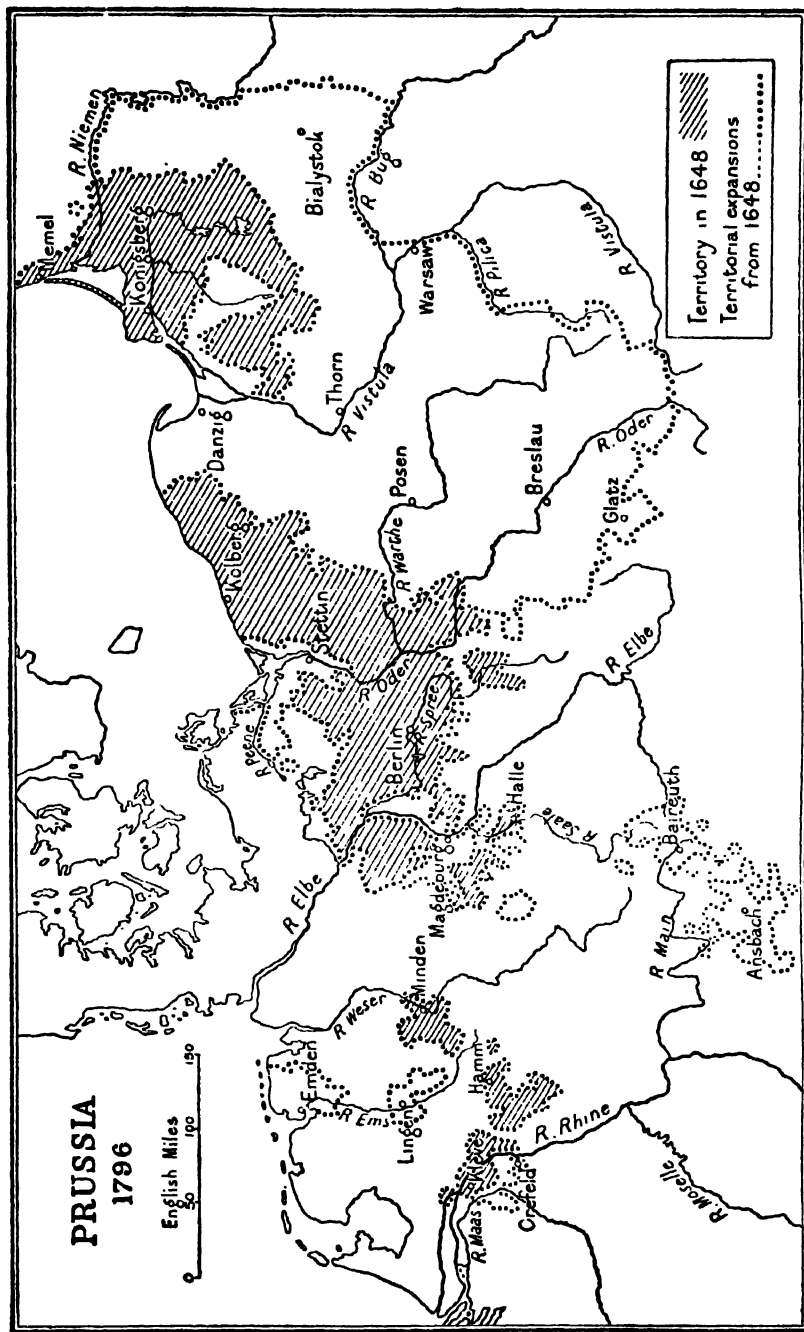 PRUSSIA
1796
English Miles
0 50 100 150
Territory in 1648
Territorial expansions
from 1648
Memel
R. Niemen
Konigsberg
Bialystok
R Bug
Danzig
Thorn
R Vistula
Warsaw
R Pilica
R Vistula
Kolberg
Stettin
R Oder
R Warthe
Posen
Breslau
R. Oder
Glatz
R Peene
Berlin
R. Spree
R Elbe
R Elbe
Magdeburg
Halle
R Saale
Baireuth
R Main
Ansbach
R Weser
Minden
Emden
R Ems
Lingen
Hamm
Kleve
Crefeld
R. Maas
R. Rhine
R. Moselle